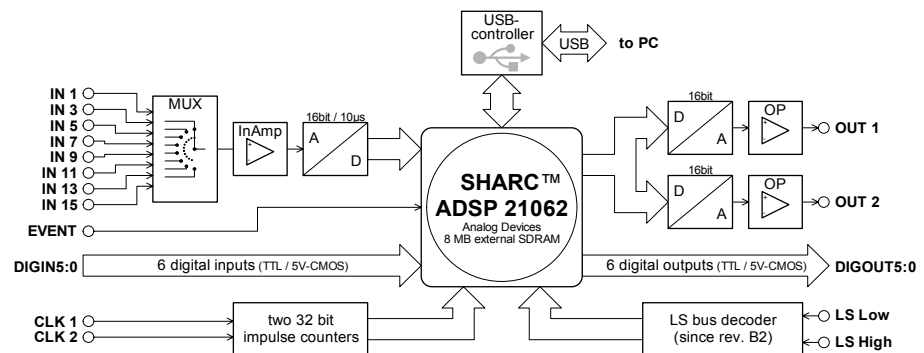 USB-
controller
USB
to PC
IN 1
IN 3
IN 5
IN 7
IN 9
IN 11
IN 13
IN 15
MUX
InAmp
+
-
16bit / 10µs
A
D
SHARC™
ADSP 21062
Analog Devices
8 MB external SDRAM
16bit
D
A
OP
+
-
OUT 1
16bit
D
A
OP
+
-
OUT 2
EVENT
DIGIN5:0
6 digital inputs (TTL / 5V-CMOS)
6 digital outputs (TTL / 5V-CMOS)
DIGOUT5:0
CLK 1
CLK 2
two 32 bit
impulse counters
LS bus decoder
(since rev. B2)
LS Low
LS High